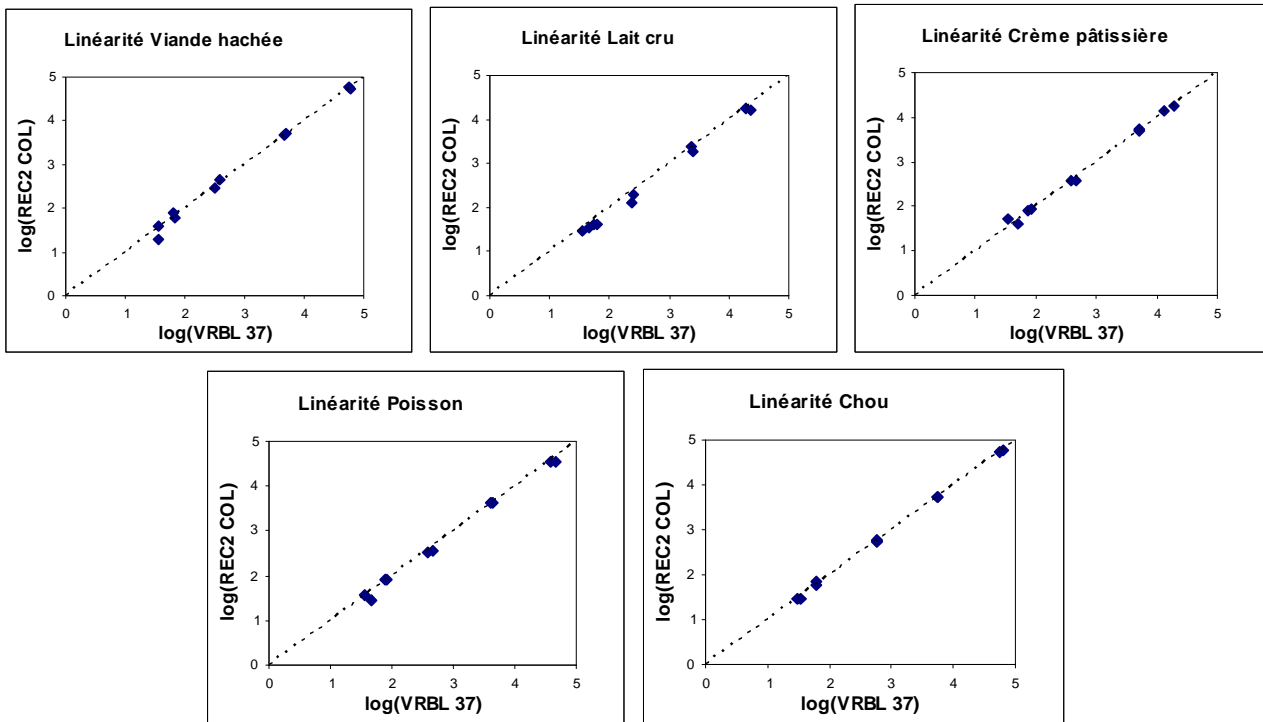 Linéarité Viande hachée
5
4
3
2
1
0
log(REC2 COL)
0 1 2 3 4 5
log(VRBL 37)
Linéarité Lait cru
5
4
3
2
1
0
log(REC2 COL)
0 1 2 3 4 5
log(VRBL 37)
Linéarité Crème pâtissière
5
4
3
2
1
0
log(REC2 COL)
0 1 2 3 4 5
log(VRBL 37)
Linéarité Poisson
5
4
3
2
1
0
log(REC2 COL)
0 1 2 3 4 5
log(VRBL 37)
Linéarité Chou
5
4
3
2
1
0
log(REC2 COL)
0 1 2 3 4 5
log(VRBL 37)